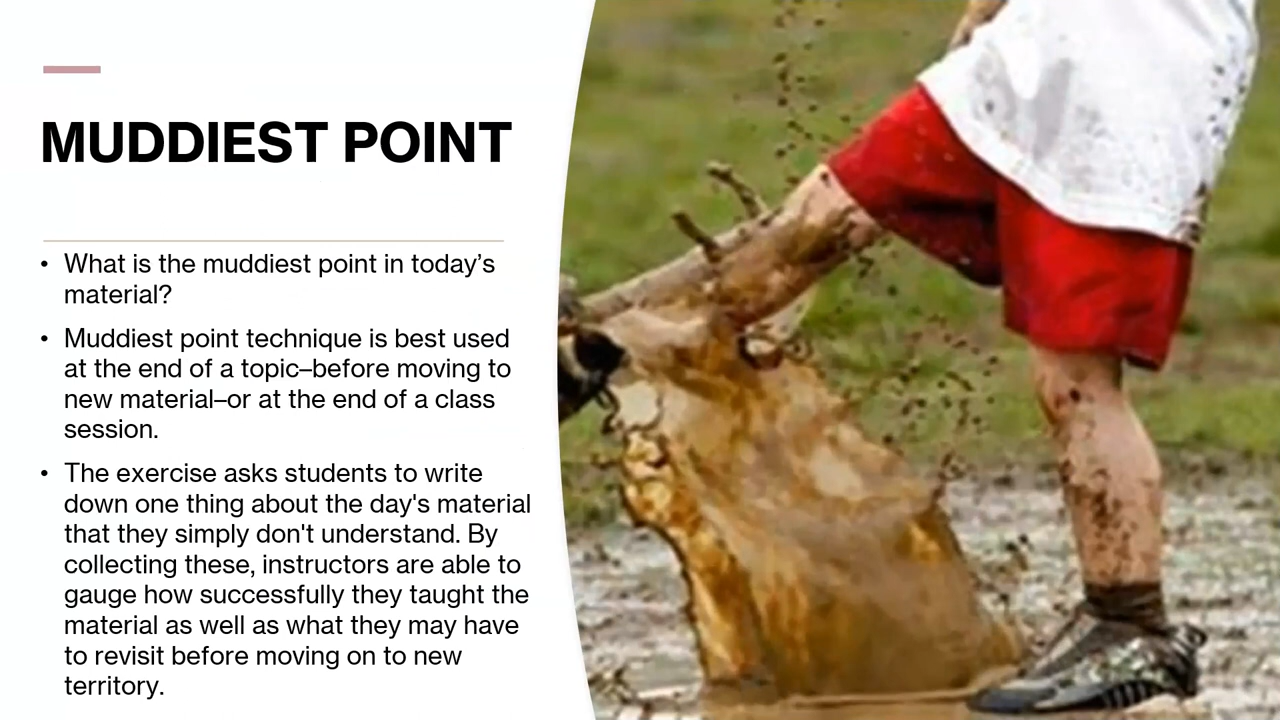 MUDDIEST POINT
• What is the muddiest point in today’s
material?
• Muddiest point technique is best used
at the end of a topic–before moving to
new material–or at the end of a class
session.
• The exercise asks students to write
down one thing about the day's material
that they simply don't understand. By
collecting these, instructors are able to
gauge how successfully they taught the
material as well as what they may have
to revisit before moving on to new
territory.